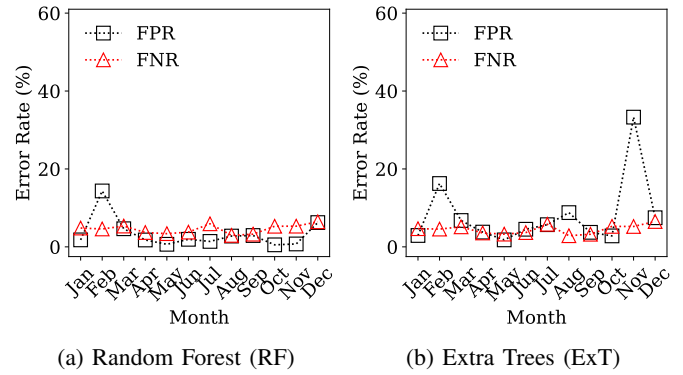 60
40
20
0
Error Rate (%)
FPR
FNR
Jan
Feb
Mar
Apr
May
Jun
Jul
Aug
Sep
Oct
Nov
Dec
Month
(a) Random Forest (RF)
60
40
20
0
Error Rate (%)
FPR
FNR
Jan
Feb
Mar
Apr
May
Jun
Jul
Aug
Sep
Oct
Nov
Dec
Month
(b) Extra Trees (ExT)